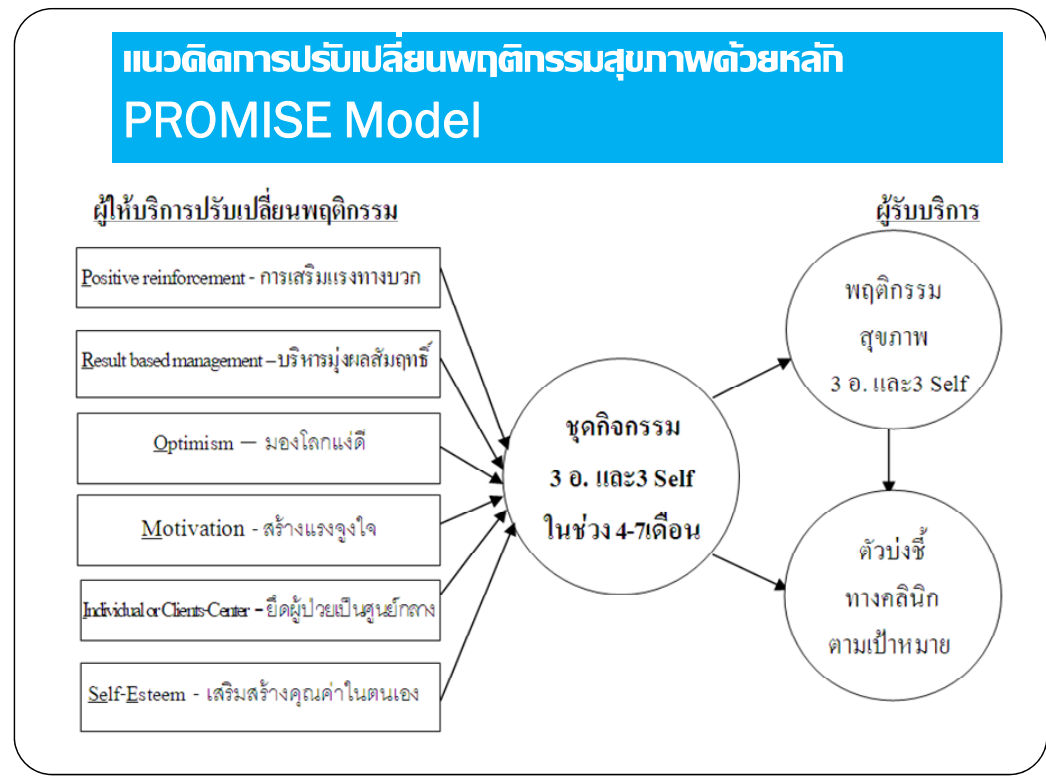 แนวคิดการปรับเปลี่ยนพฤติกรรมสุขภาพด้วยหลัก
PROMISE Model
ผู้ให้บริการปรับเปลี่ยนพฤติกรรม
ผู้รับบริการ
Positive reinforcement - การเสริมแรงทางบวก
Result based management – บริหารมุ่งผลสัมฤทธิ์
Optimism – มองโลกแง่ดี
Motivation - สร้างแรงจูงใจ
Individual or Clients-Center – ยึดผู้ป่วยเป็นศูนย์กลาง
Self-Esteem - เสริมสร้างคุณค่าในตนเอง
ชุดกิจกรรม
3 อ. และ3 Self
ในช่วง 4-7เดือน
พฤติกรรม
สุขภาพ
3 อ. และ3 Self
ตัวบ่งชี้
ทางคลินิก
ตามเป้าหมาย